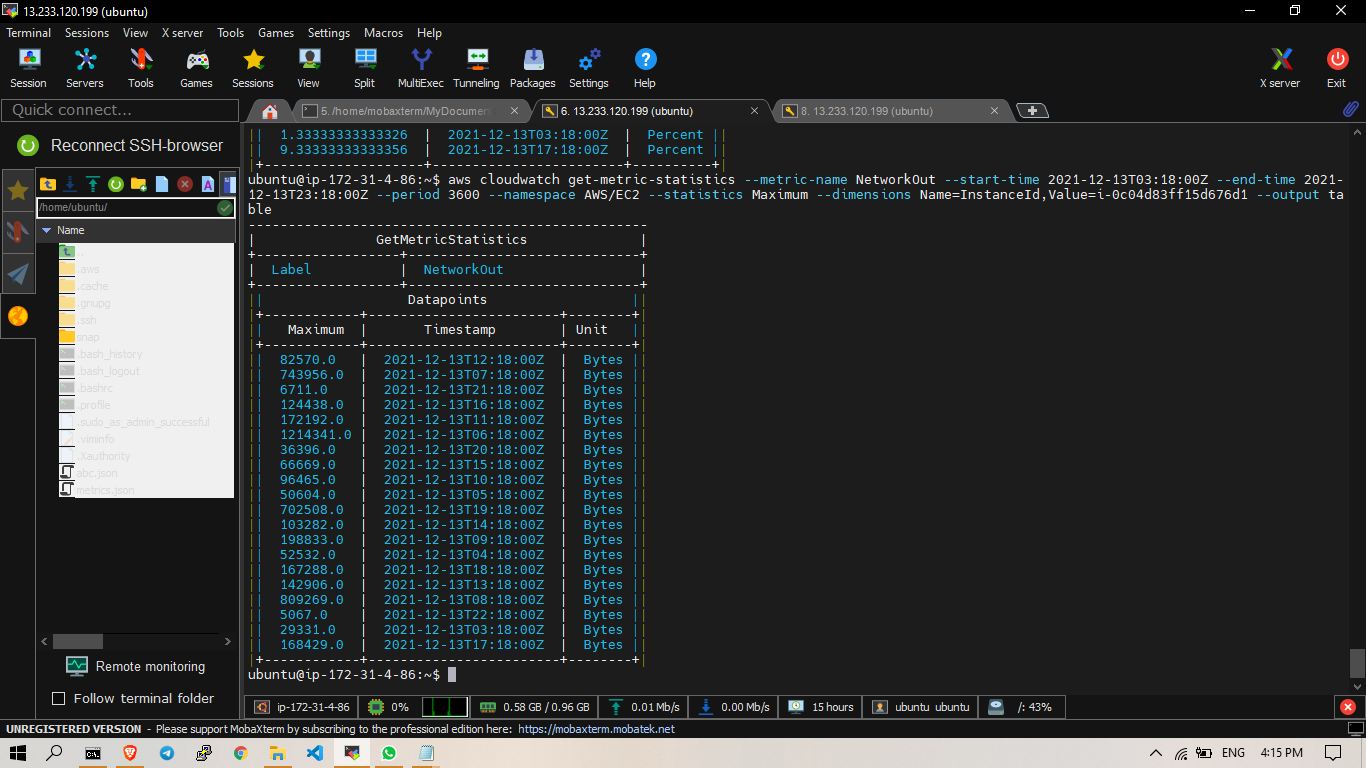 13.233.120.199 (ubuntu)
Terminal Sessions View X server Tools Games Settings Macros Help
Session Servers Tools Games Sessions View Split MultiExec Tunneling Packages Settings Help X server Exit
Quick connect...
5. /home/mobaxterm/MyDocumen
6. 13.233.120.199 (ubuntu)
8. 13.233.120.199 (ubuntu)
Reconnect SSH-browser
/home/ubuntu/
Name
..
.aws
.cache
.gnupg
.ssh
snap
.bash_history
.bash_logout
.bashrc
.profile
.sudo_as_admin_successful
.viminfo
.Xauthority
abc.json
metrics.json
Remote monitoring
Follow terminal folder
|| 1.33333333333326 | 2021-12-13T03:18:00Z | Percent ||
|| 9.33333333333356 | 2021-12-13T17:18:00Z | Percent ||
|+--------------------+------------------------+----------+|
ubuntu@ip-172-31-4-86:~$ aws cloudwatch get-metric-statistics --metric-name NetworkOut --start-time 2021-12-13T03:18:00Z --end-time 2021-
12-13T23:18:00Z --period 3600 --namespace AWS/EC2 --statistics Maximum --dimensions Name=InstanceId,Value=i-0c04d83ff15d676d1 --output ta
ble
--------------------------------------------------
| GetMetricStatistics |
+------------------+-----------------------------+
| Label | NetworkOut |
+------------------+-----------------------------+
|| Datapoints ||
|+------------+------------------------+--------+|
|| Maximum | Timestamp | Unit ||
|+------------+------------------------+--------+|
|| 82570.0 | 2021-12-13T12:18:00Z | Bytes ||
|| 743956.0 | 2021-12-13T07:18:00Z | Bytes ||
|| 6711.0 | 2021-12-13T21:18:00Z | Bytes ||
|| 124438.0 | 2021-12-13T16:18:00Z | Bytes ||
|| 172192.0 | 2021-12-13T11:18:00Z | Bytes ||
|| 1214341.0 | 2021-12-13T06:18:00Z | Bytes ||
|| 36396.0 | 2021-12-13T20:18:00Z | Bytes ||
|| 66669.0 | 2021-12-13T15:18:00Z | Bytes ||
|| 96465.0 | 2021-12-13T10:18:00Z | Bytes ||
|| 50604.0 | 2021-12-13T05:18:00Z | Bytes ||
|| 702508.0 | 2021-12-13T19:18:00Z | Bytes ||
|| 103282.0 | 2021-12-13T14:18:00Z | Bytes ||
|| 198833.0 | 2021-12-13T09:18:00Z | Bytes ||
|| 52532.0 | 2021-12-13T04:18:00Z | Bytes ||
|| 167288.0 | 2021-12-13T18:18:00Z | Bytes ||
|| 142906.0 | 2021-12-13T13:18:00Z | Bytes ||
|| 809269.0 | 2021-12-13T08:18:00Z | Bytes ||
|| 5067.0 | 2021-12-13T22:18:00Z | Bytes ||
|| 29331.0 | 2021-12-13T03:18:00Z | Bytes ||
|| 168429.0 | 2021-12-13T17:18:00Z | Bytes ||
|+------------+------------------------+--------+|
ubuntu@ip-172-31-4-86:~$
ip-172-31-4-86 0% 0.58 GB / 0.96 GB 0.01 Mb/s 0.00 Mb/s 15 hours ubuntu ubuntu /: 43%
UNREGISTERED VERSION - Please support MobaXterm by subscribing to the professional edition here: https://mobaxterm.mobatek.net
ENG 4:15 PM